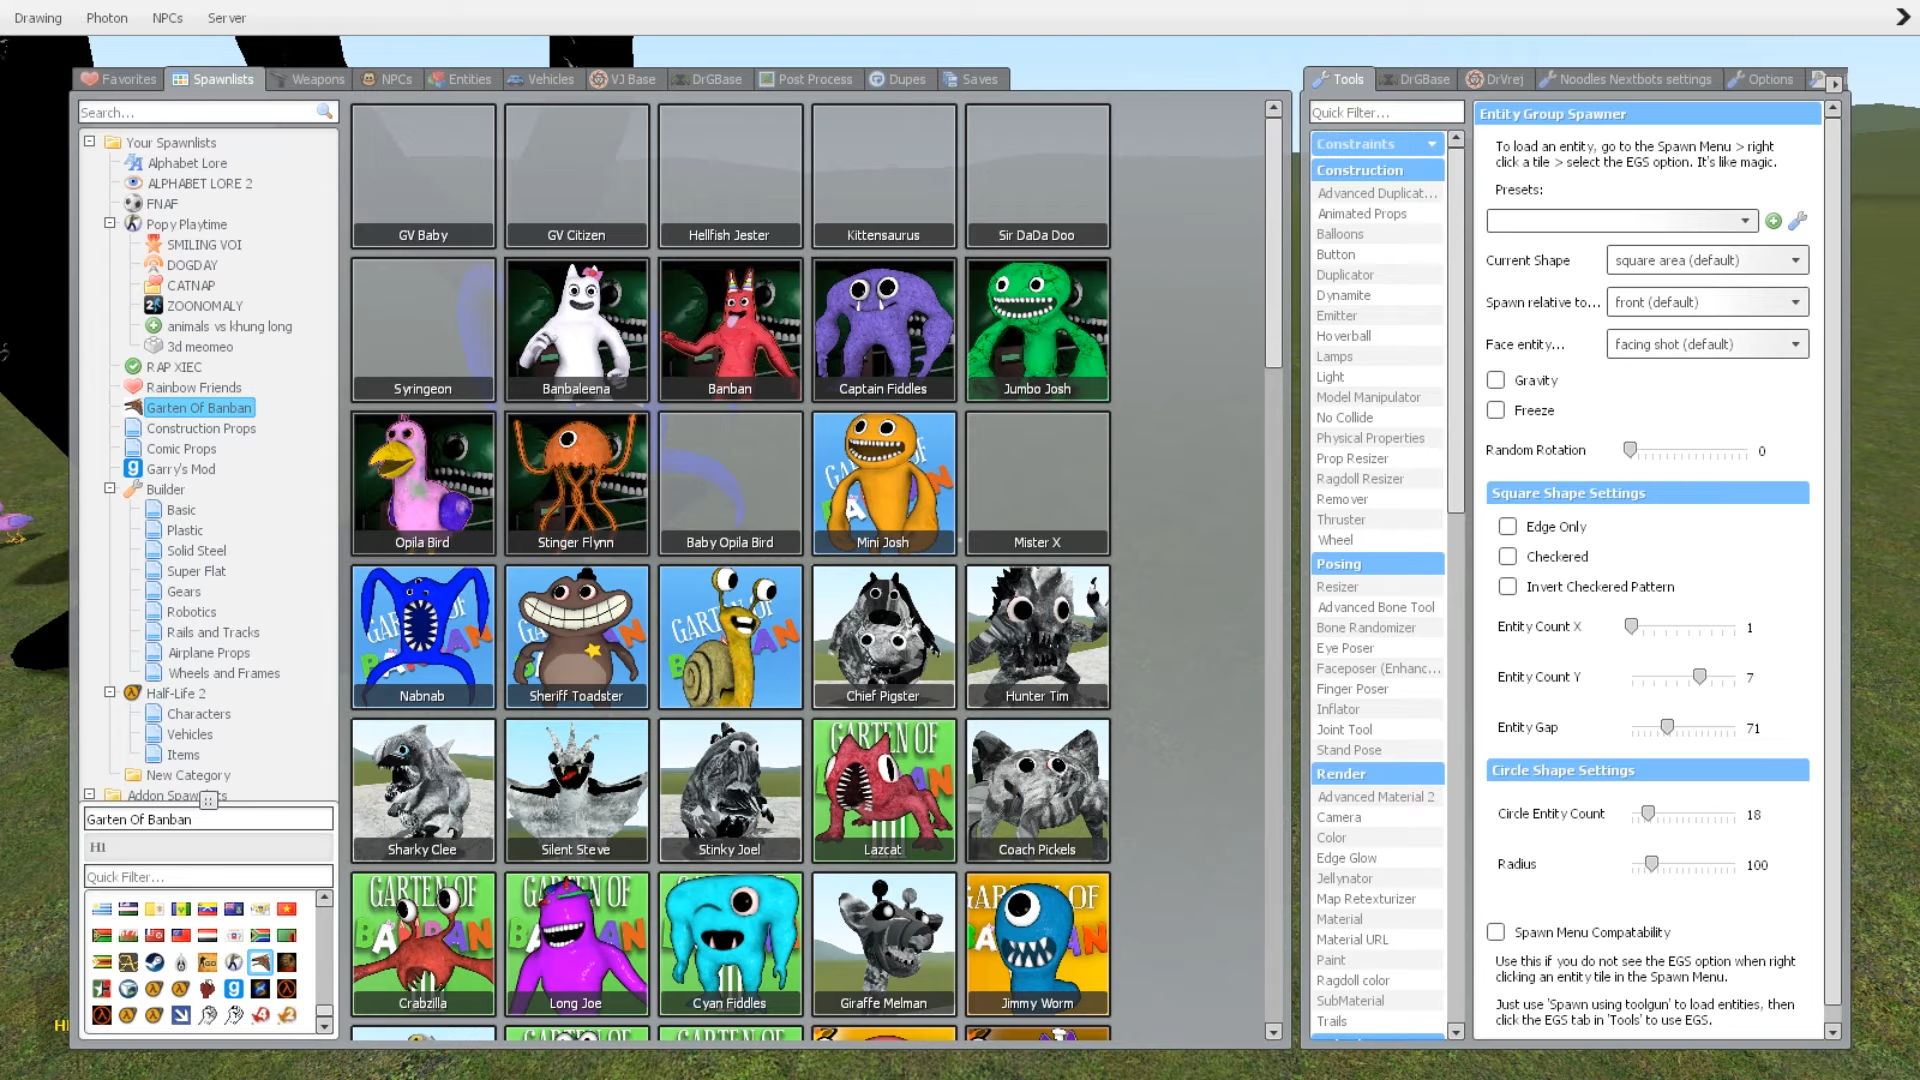 Drawing Photon NPCs Server
Favorites Spawnlists Weapons NPCs Entities Vehicles VJ Base DrGBase Post Process Dupes Saves
Search...
Your Spawnlists
Alphabet Lore
ALPHABET LORE 2
FNAF
Popy Playtime
SMILING VOI
DOGDAY
CATNAP
ZOONOMALY
animals vs khung long
3d meomeo
RAP XIEC
Rainbow Friends
Garten Of Banban
Construction Props
Comic Props
Garry's Mod
Builder
Basic
Plastic
Solid Steel
Super Flat
Gears
Robotics
Rails and Tracks
Airplane Props
Wheels and Frames
Half-Life 2
Characters
Vehicles
Items
New Category
Garten Of Banban
H1
Quick Filter...
GV Baby GV Citizen Hellfish Jester Kittensaurus Sir DaDa Doo
Syringeon Banbaleena Banban Captain Fiddles Jumbo Josh
Opila Bird Stinger Flynn Baby Opila Bird Mini Josh Mister X
Nabnab Sheriff Toadster Chief Pigster Hunter Tim
Sharky Clee Silent Steve Stinky Joel Lazcat Coach Pickels
Crabzilla Long Joe Cyan Fiddles Giraffe Melman Jimmy Worm
Tools DrGBase DrVrej Noodles Nextbots settings Options
Quick Filter...
Constraints
Construction
Advanced Duplicat...
Animated Props
Balloons
Button
Duplicator
Dynamite
Emitter
Hoverball
Lamps
Light
Model Manipulator
No Collide
Physical Properties
Prop Resizer
Ragdoll Resizer
Remover
Thruster
Wheel
Posing
Resizer
Advanced Bone Tool
Bone Randomizer
Eye Poser
Faceposer (Enhanc...
Finger Poser
Inflator
Joint Tool
Stand Pose
Render
Advanced Material 2
Camera
Color
Edge Glow
Jellynator
Map Retexturizer
Material
Material URL
Paint
Ragdoll color
SubMaterial
Trails
Entity Group Spawner
To load an entity, go to the Spawn Menu > right
click a tile > select the EGS option. It's like magic.
Presets:
Current Shape square area (default)
Spawn relative to... front (default)
Face entity... facing shot (default)
Gravity
Freeze
Random Rotation 0
Square Shape Settings
Edge Only
Checkered
Invert Checkered Pattern
Entity Count X 1
Entity Count Y 7
Entity Gap 71
Circle Shape Settings
Circle Entity Count 18
Radius 100
Spawn Menu Compatability
Use this if you do not see the EGS option when right
clicking an entity tile in the Spawn Menu.
Just use 'Spawn using toolgun' to load entities, then
click the EGS tab in 'Tools' to use EGS.